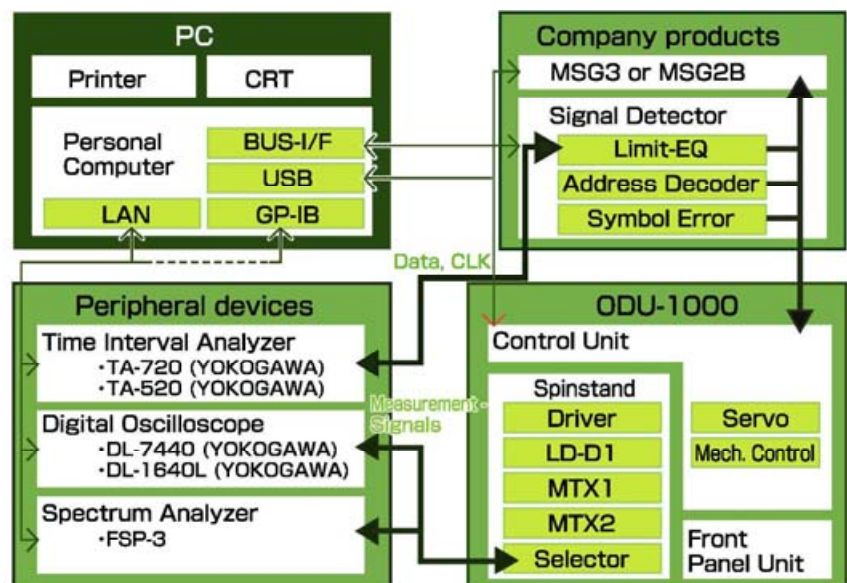 PC
Printer
CRT
Personal
Computer
BUS-I/F
USB
LAN
GP-IB
Company products
MSG3 or MSG2B
Signal Detector
Limit-EQ
Address Decoder
Symbol Error
Data, CLK
Peripheral devices
Time Interval Analyzer
・TA-720 (YOKOGAWA)
・TA-520 (YOKOGAWA)
Digital Oscilloscope
・DL-7440 (YOKOGAWA)
・DL-1640L (YOKOGAWA)
Spectrum Analyzer
・FSP-3
Measurement-
Signals
ODU-1000
Control Unit
Spinstand
Driver
LD-D1
MTX1
MTX2
Selector
Servo
Mech. Control
Front
Panel Unit